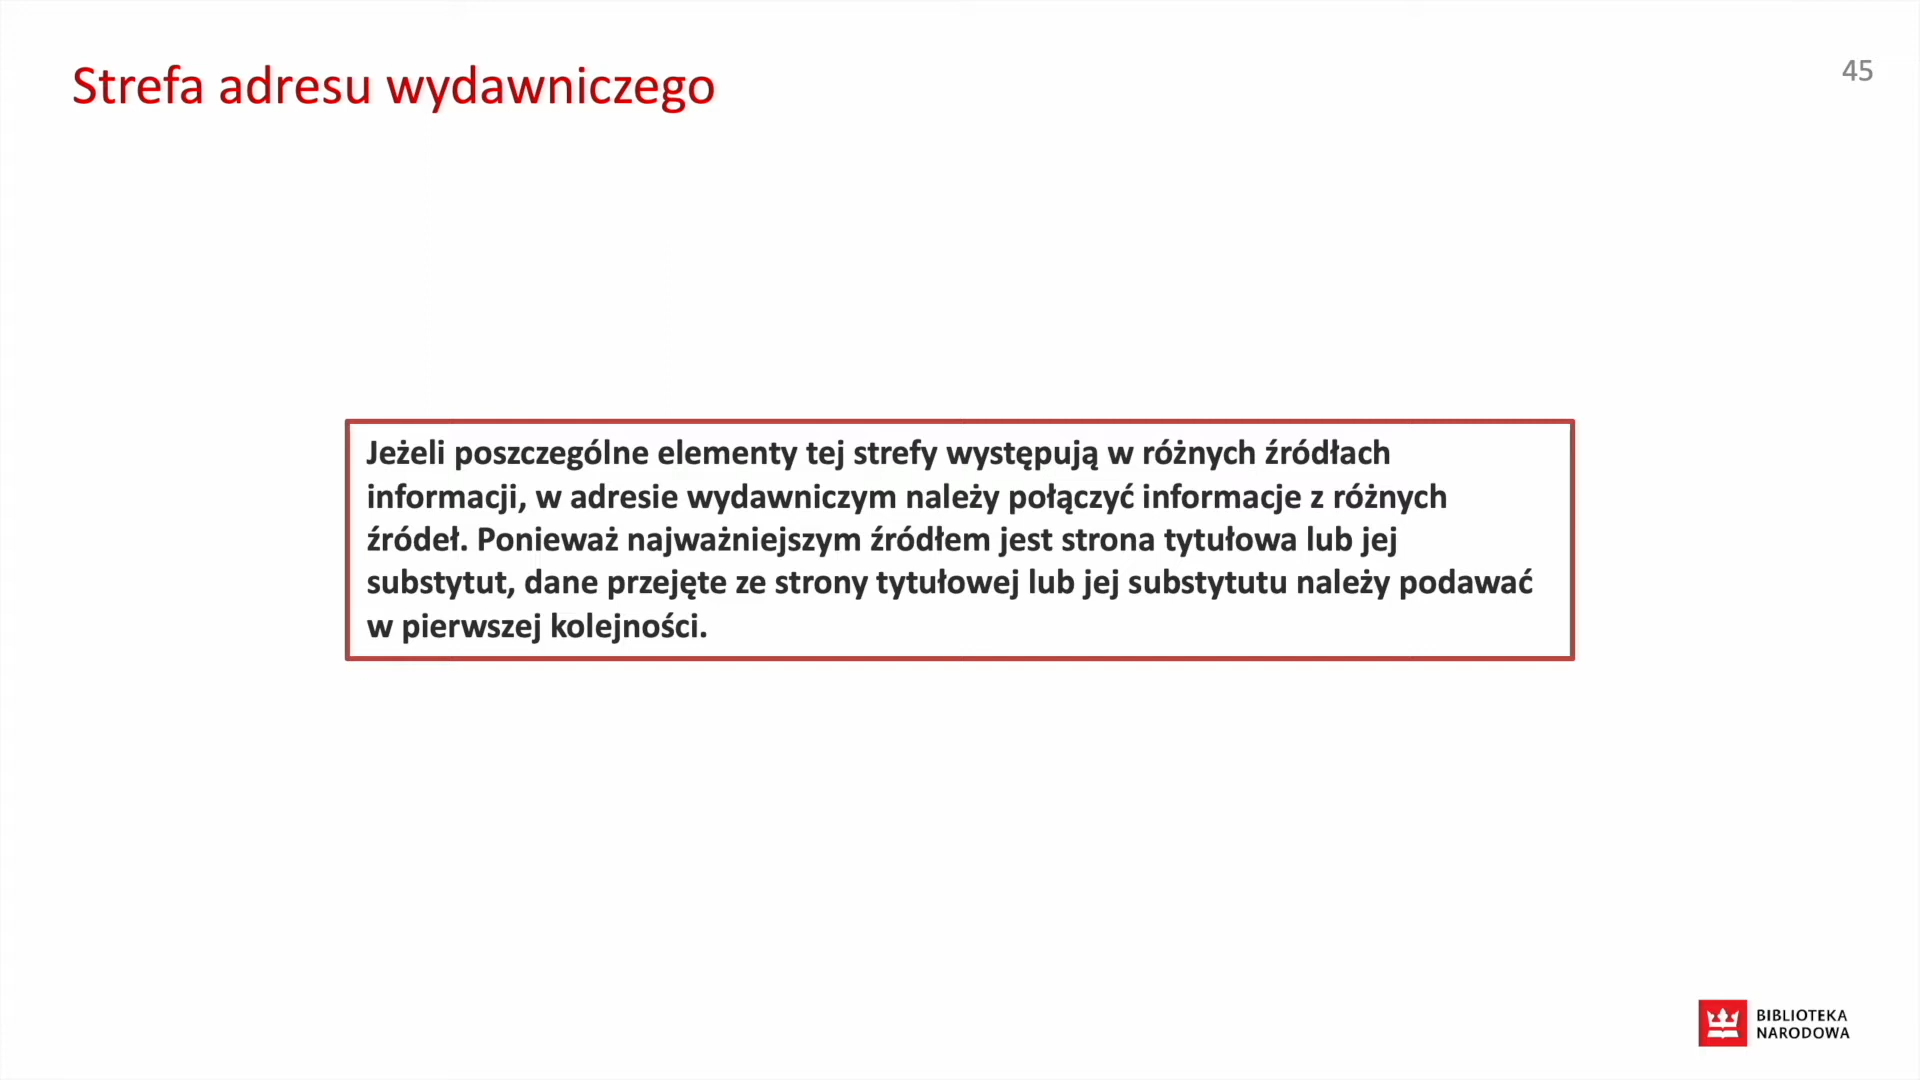 Strefa adresu wydawniczego
45
Jeżeli poszczególne elementy tej strefy występują w różnych źródłach
informacji, w adresie wydawniczym należy połączyć informacje z różnych
źródeł. Ponieważ najważniejszym źródłem jest strona tytułowa lub jej
substytut, dane przejęte ze strony tytułowej lub jej substytutu należy podawać
w pierwszej kolejności.
BIBLIOTEKA
NARODOWA